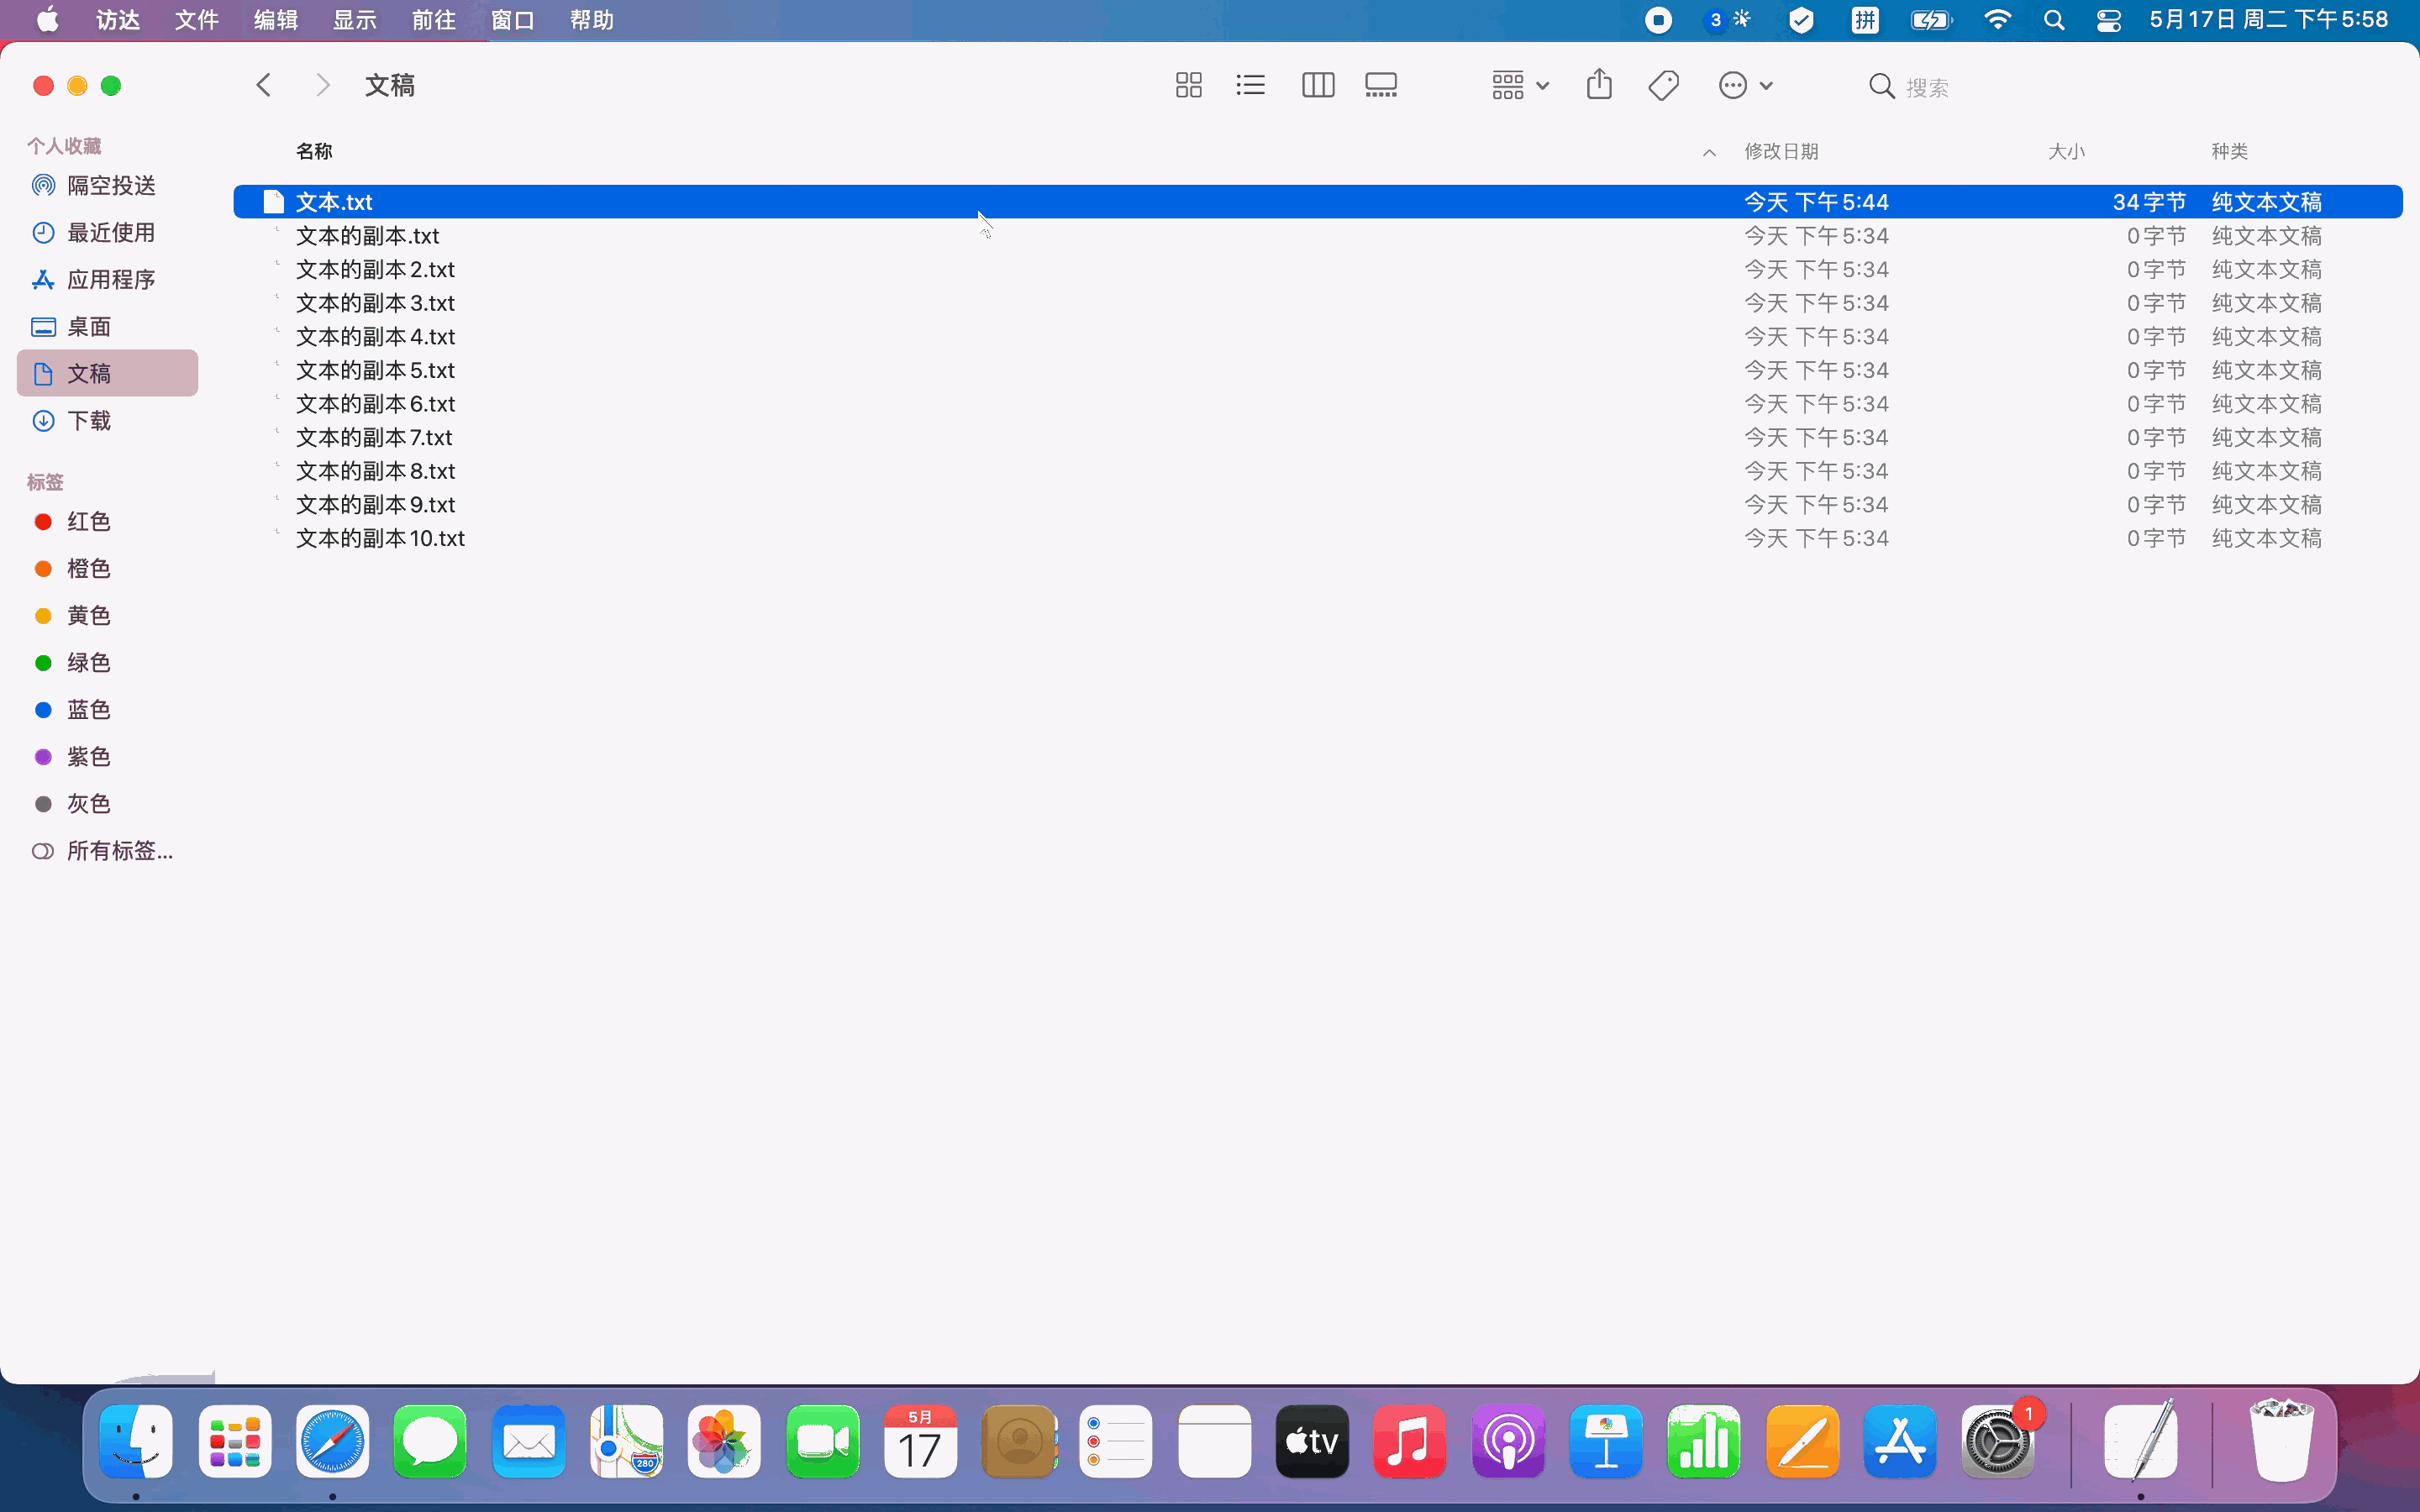 访达 文件 编辑 显示 前往 窗口 帮助 3 拼 5月17日 周二 下午5:58
文稿 搜索
个人收藏
隔空投送
最近使用
应用程序
桌面
文稿
下载
标签
红色
橙色
黄色
绿色
蓝色
紫色
灰色
所有标签...
名称 修改日期 大小 种类
文本.txt 今天 下午5:44 34字节 纯文本文稿
文本的副本.txt 今天 下午5:34 0字节 纯文本文稿
文本的副本2.txt 今天 下午5:34 0字节 纯文本文稿
文本的副本3.txt 今天 下午5:34 0字节 纯文本文稿
文本的副本4.txt 今天 下午5:34 0字节 纯文本文稿
文本的副本5.txt 今天 下午5:34 0字节 纯文本文稿
文本的副本6.txt 今天 下午5:34 0字节 纯文本文稿
文本的副本7.txt 今天 下午5:34 0字节 纯文本文稿
文本的副本8.txt 今天 下午5:34 0字节 纯文本文稿
文本的副本9.txt 今天 下午5:34 0字节 纯文本文稿
文本的副本10.txt 今天 下午5:34 0字节 纯文本文稿
280
5月
17
tv
1